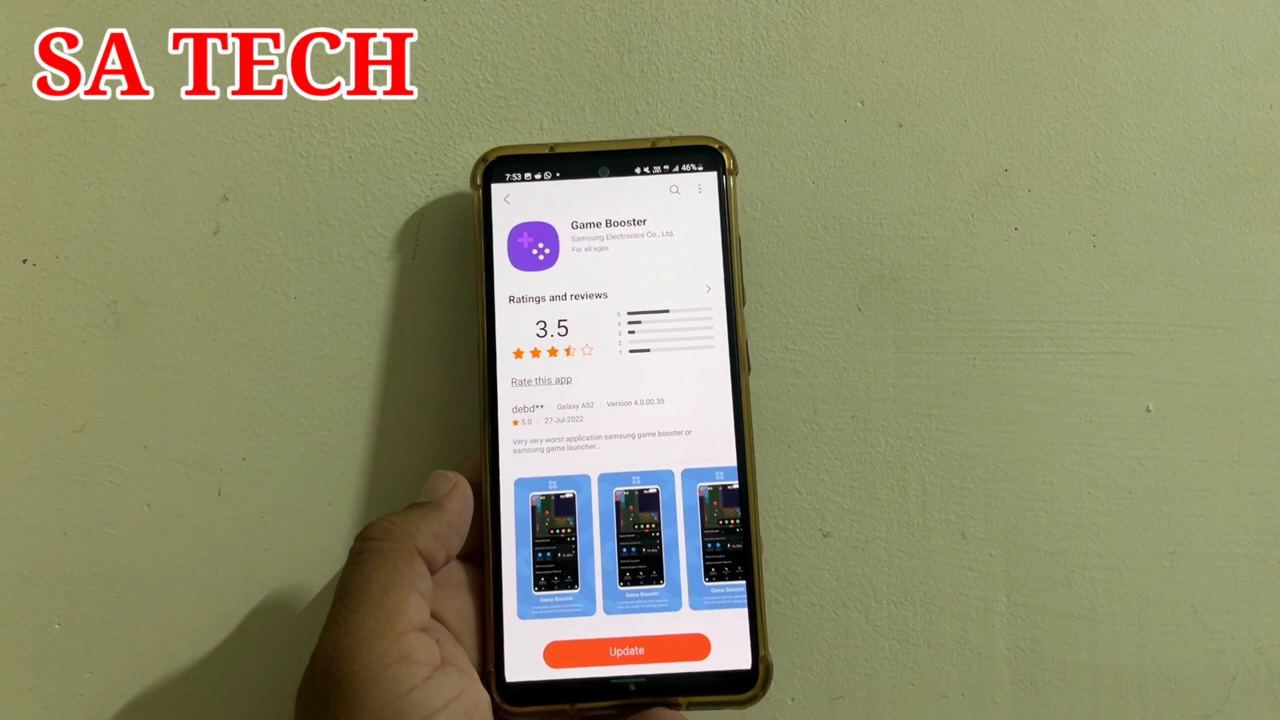 SA TECH
7:53
46%
Game Booster
Samsung Electronics Co., Ltd.
For all ages
Ratings and reviews
3.5
5
4
3
2
1
Rate this app
debd** Galaxy A52 Version 4.0.00.35
5.0 27-Jul-2022
Very very worst application samsung game booster or
samsung game launcher..
Game Booster
Game Booster
Game Booster
Update